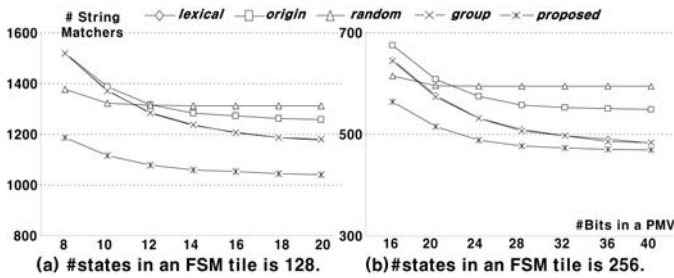 # String Matchers
lexical origin random group proposed
1600
1400
1200
1000
800
8 10 12 14 16 18 20
700
500
300
#Bits in a PMV
16 20 24 28 32 36 40
(a) #states in an FSM tile is 128.
(b) #states in an FSM tile is 256.